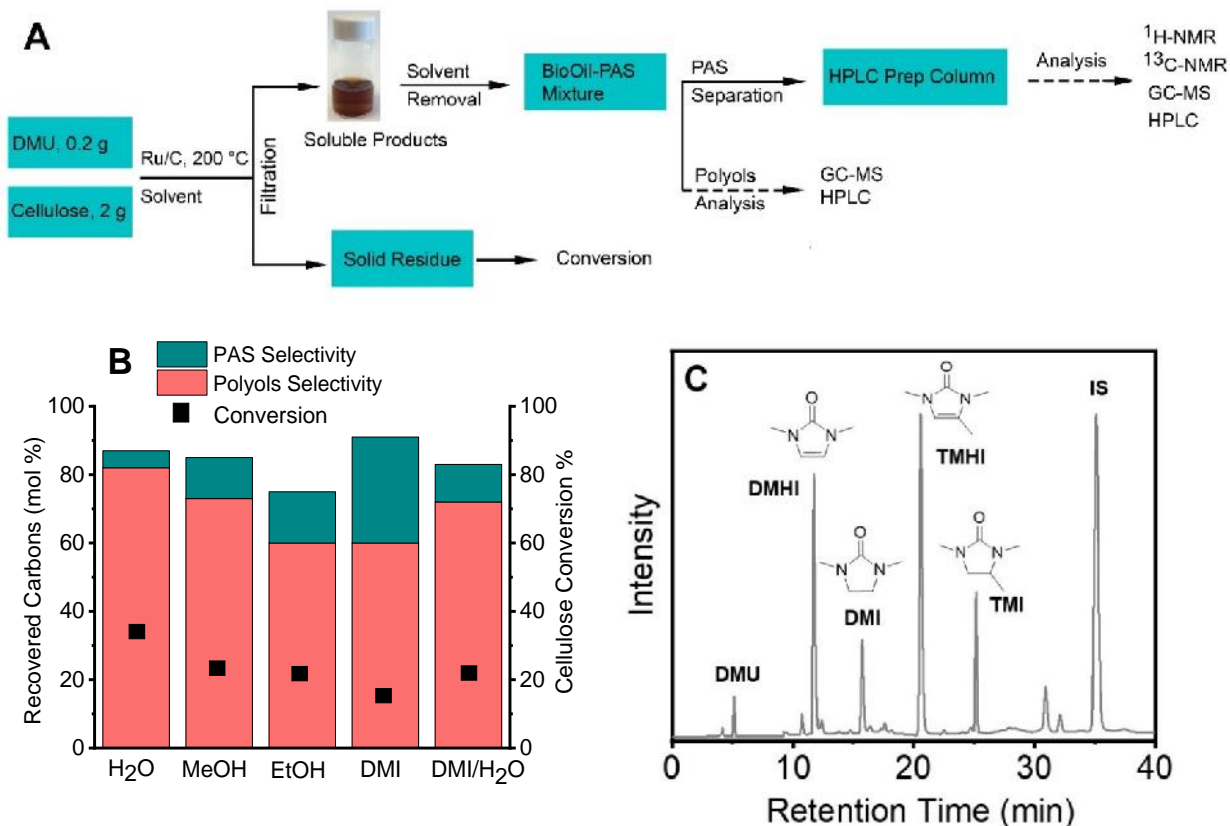 A
DMU, 0.2 g
Cellulose, 2 g
Ru/C, 200 °C
Solvent
Filtration
Soluble Products
Solvent
Removal
BioOil-PAS
Mixture
PAS
Separation
HPLC Prep Column
Analysis
¹H-NMR
¹³C-NMR
GC-MS
HPLC
Polyols
Analysis
GC-MS
HPLC
Solid Residue
Conversion
B
PAS Selectivity
Polyols Selectivity
Conversion
Recovered Carbons (mol %)
100
80
60
40
20
0
H₂O
MeOH
EtOH
DMI
DMI/H₂O
100
80
60
40
20
0
Cellulose Conversion %
C
Intensity
DMU
O
N
N
DMHI
O
N
N
DMI
O
N
N
TMHI
O
N
N
TMI
IS
0
10
20
30
40
Retention Time (min)